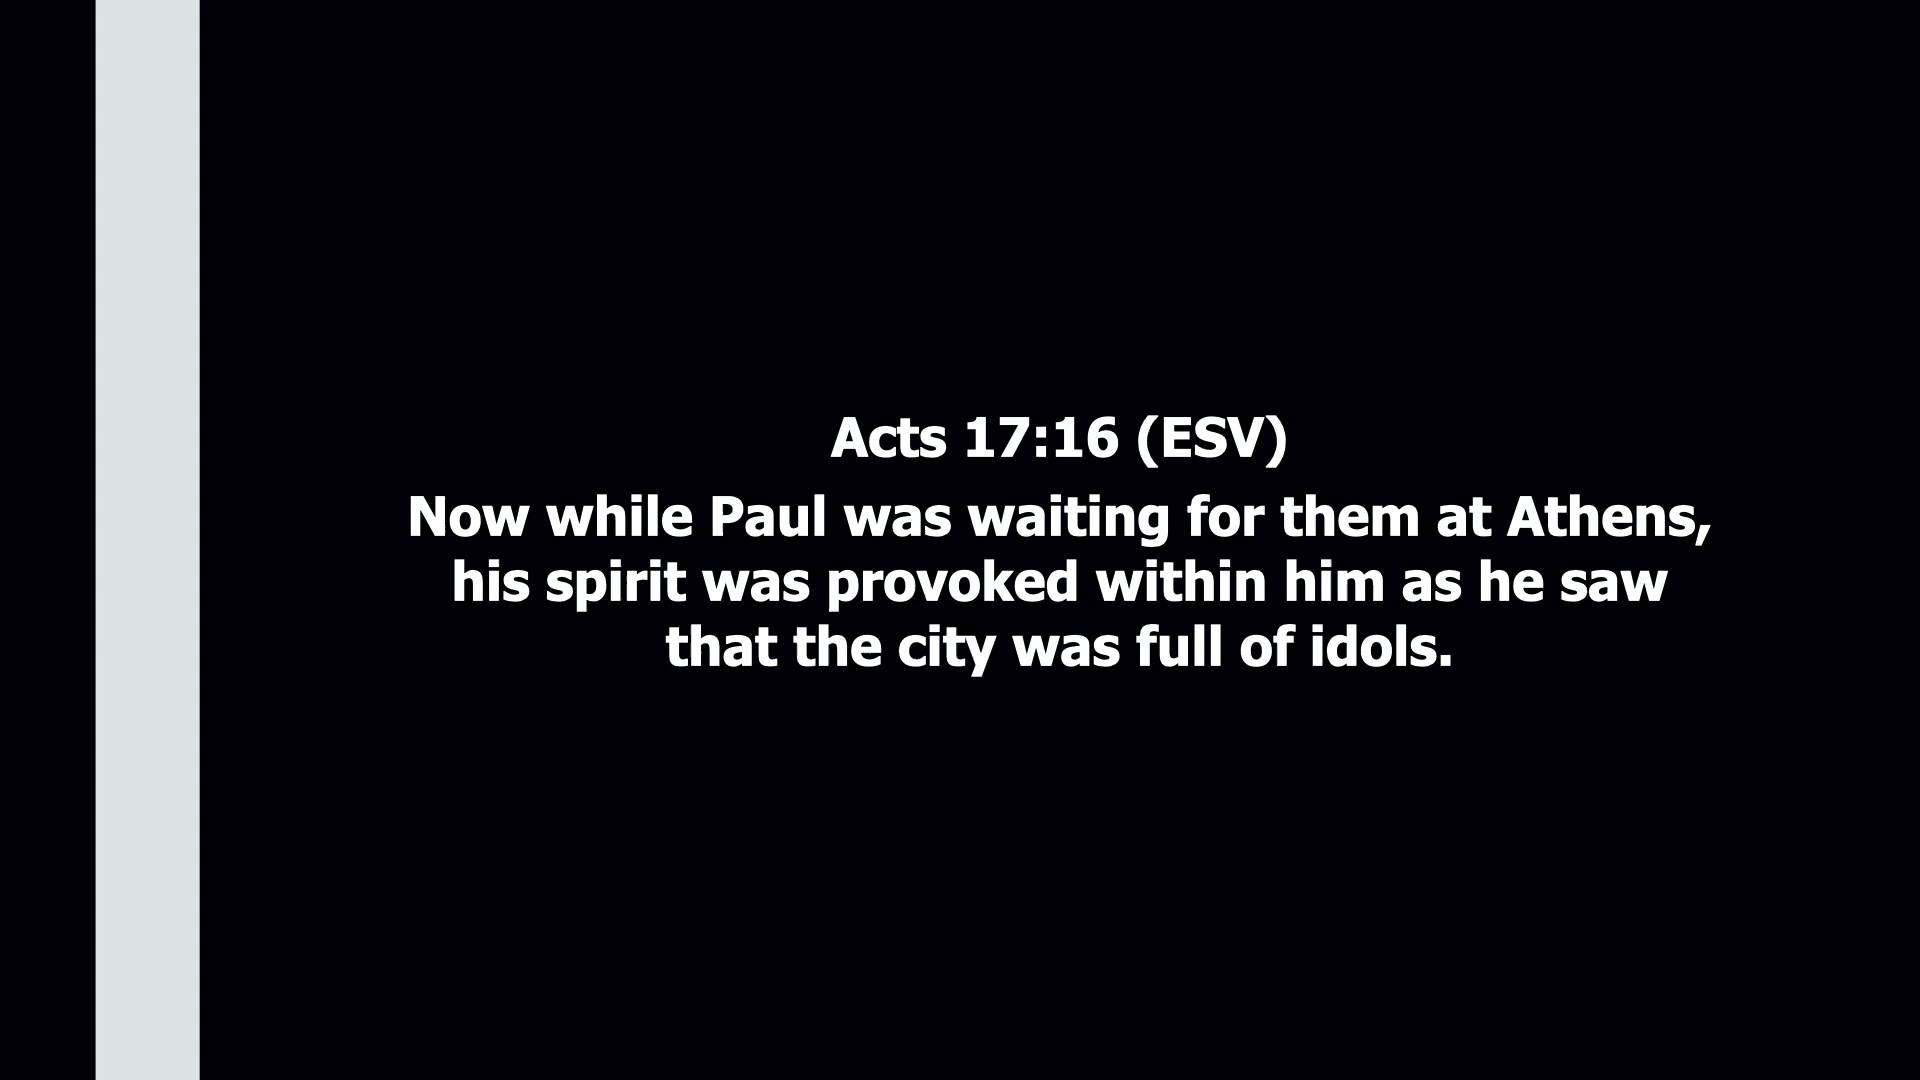 Acts 17:16 (ESV)
Now while Paul was waiting for them at Athens,
his spirit was provoked within him as he saw
that the city was full of idols.